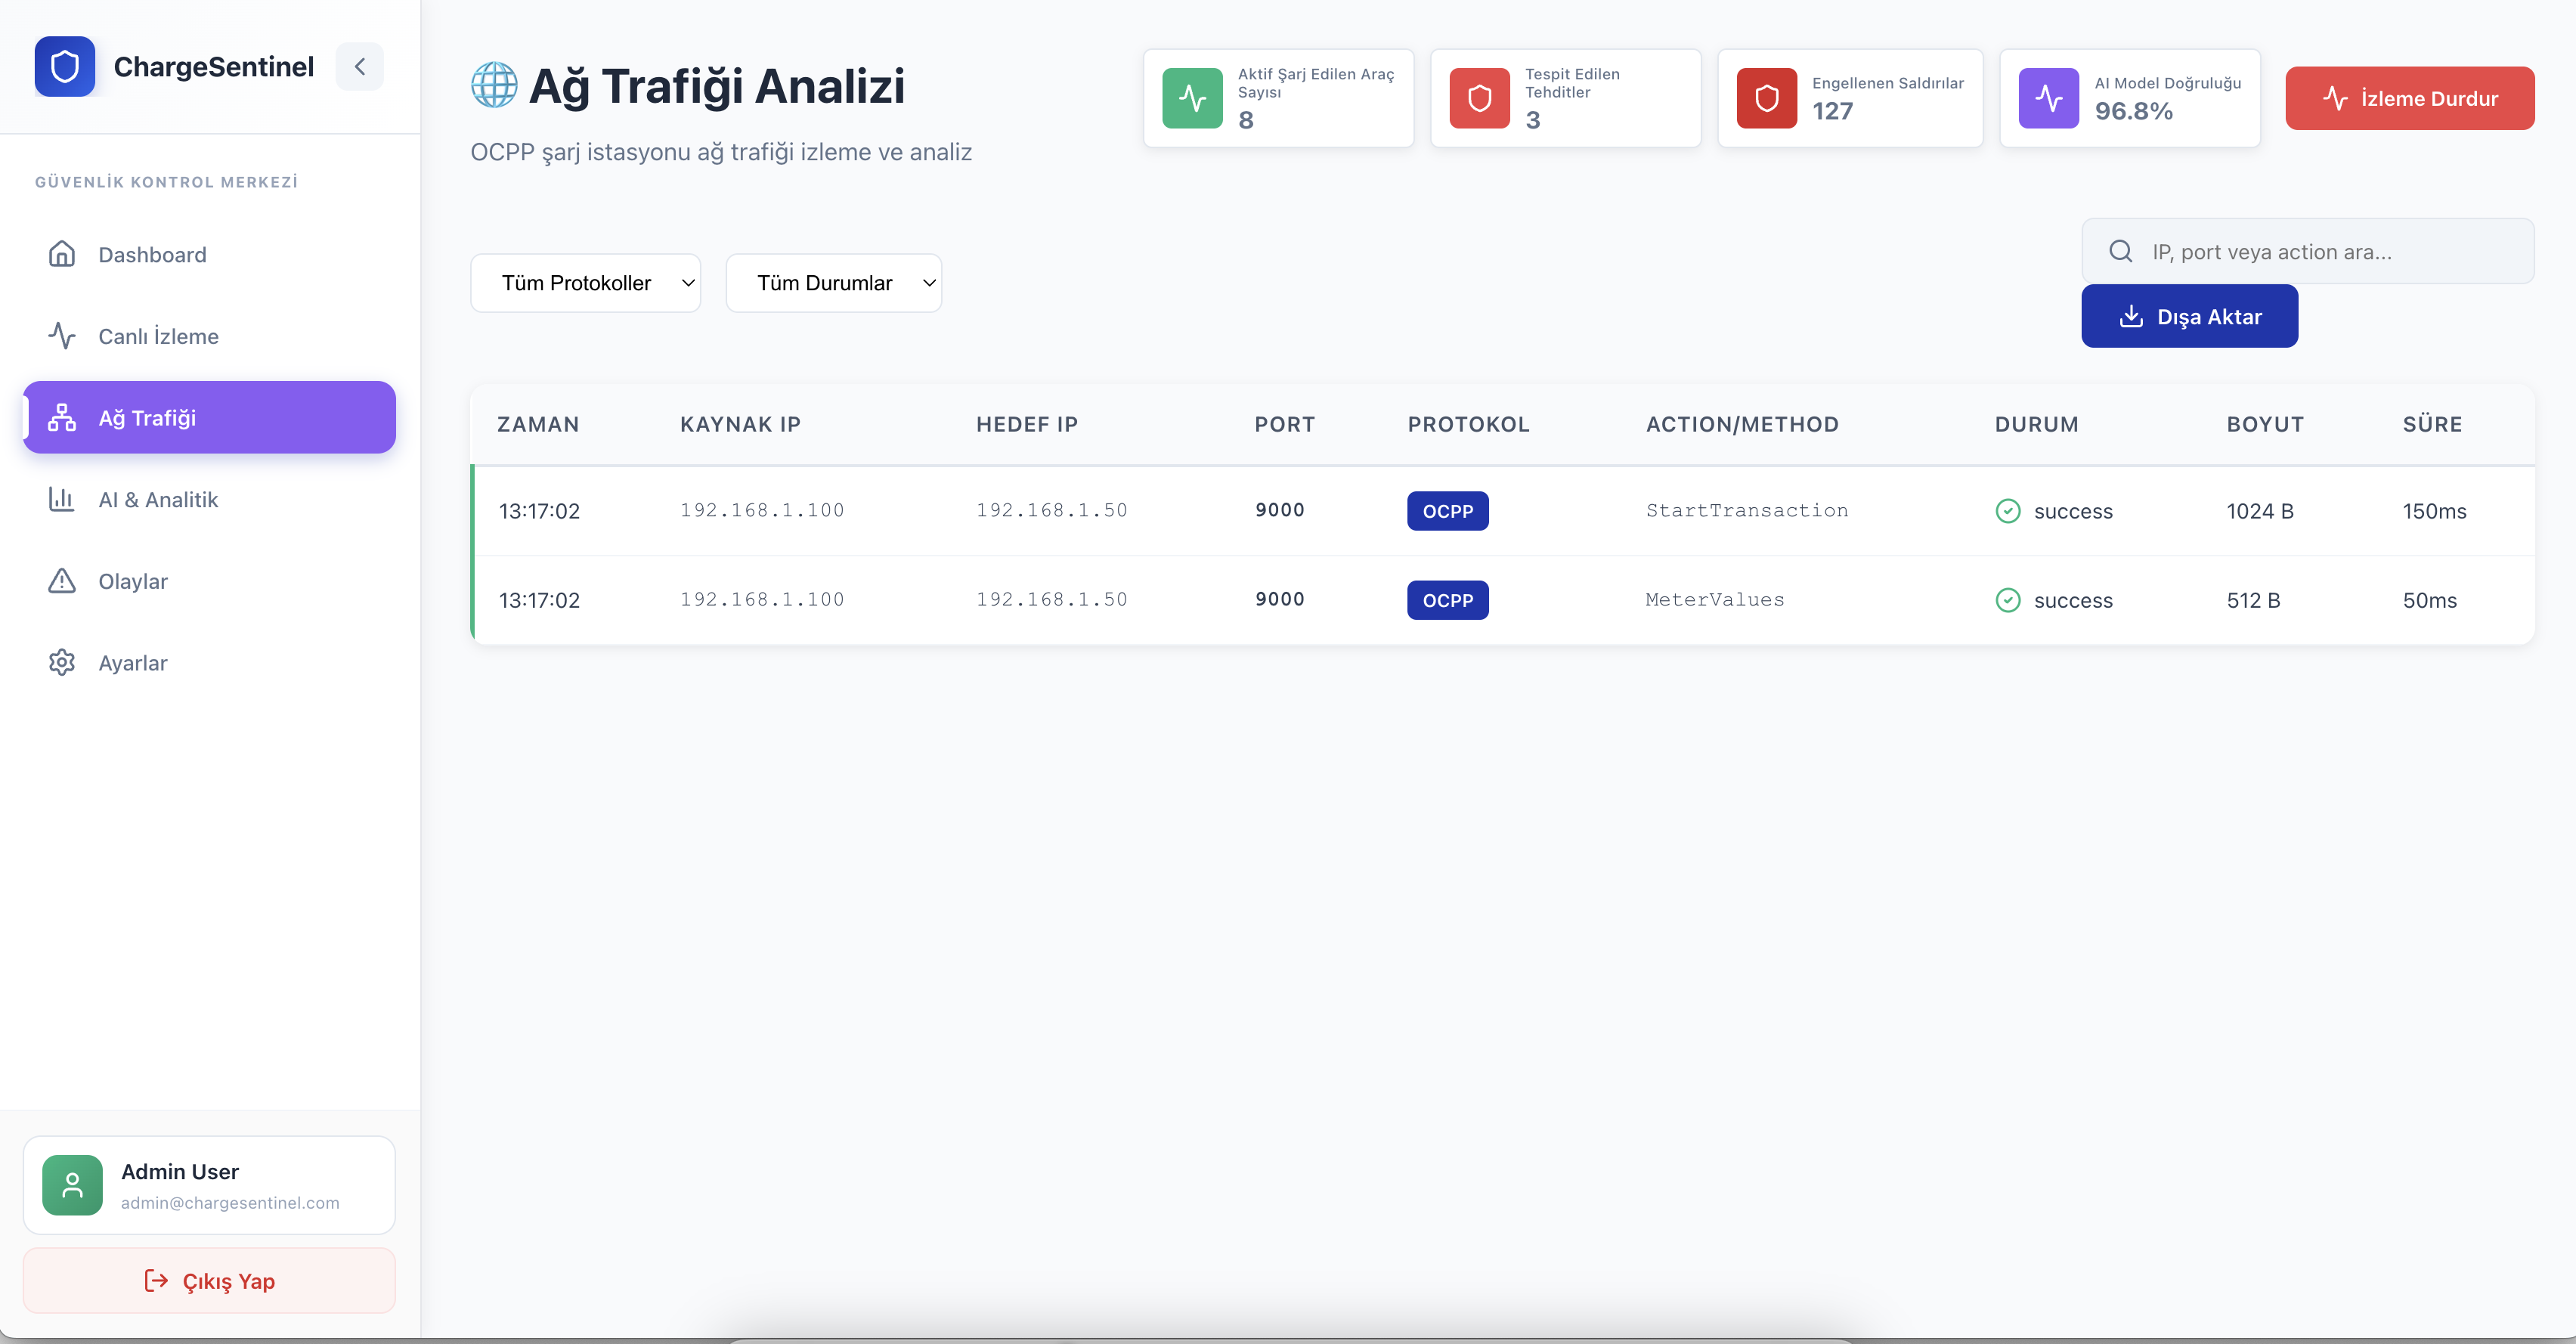 ChargeSentinel
GÜVENLİK KONTROL MERKEZİ
Dashboard
Canlı İzleme
Ağ Trafiği
AI & Analitik
Olaylar
Ayarlar
Admin User
admin@chargesentinel.com
Çıkış Yap
Ağ Trafiği Analizi
OCPP şarj istasyonu ağ trafiği izleme ve analiz
Aktif Şarj Edilen Araç
Sayısı
8
Tespit Edilen
Tehditler
3
Engellenen Saldırılar
127
AI Model Doğruluğu
96.8%
İzleme Durdur
Tüm Protokoller
Tüm Durumlar
IP, port veya action ara...
Dışa Aktar
ZAMAN KAYNAK IP HEDEF IP PORT PROTOKOL ACTION/METHOD DURUM BOYUT SÜRE
13:17:02 192.168.1.100 192.168.1.50 9000 OCPP StartTransaction success 1024 B 150ms
13:17:02 192.168.1.100 192.168.1.50 9000 OCPP MeterValues success 512 B 50ms